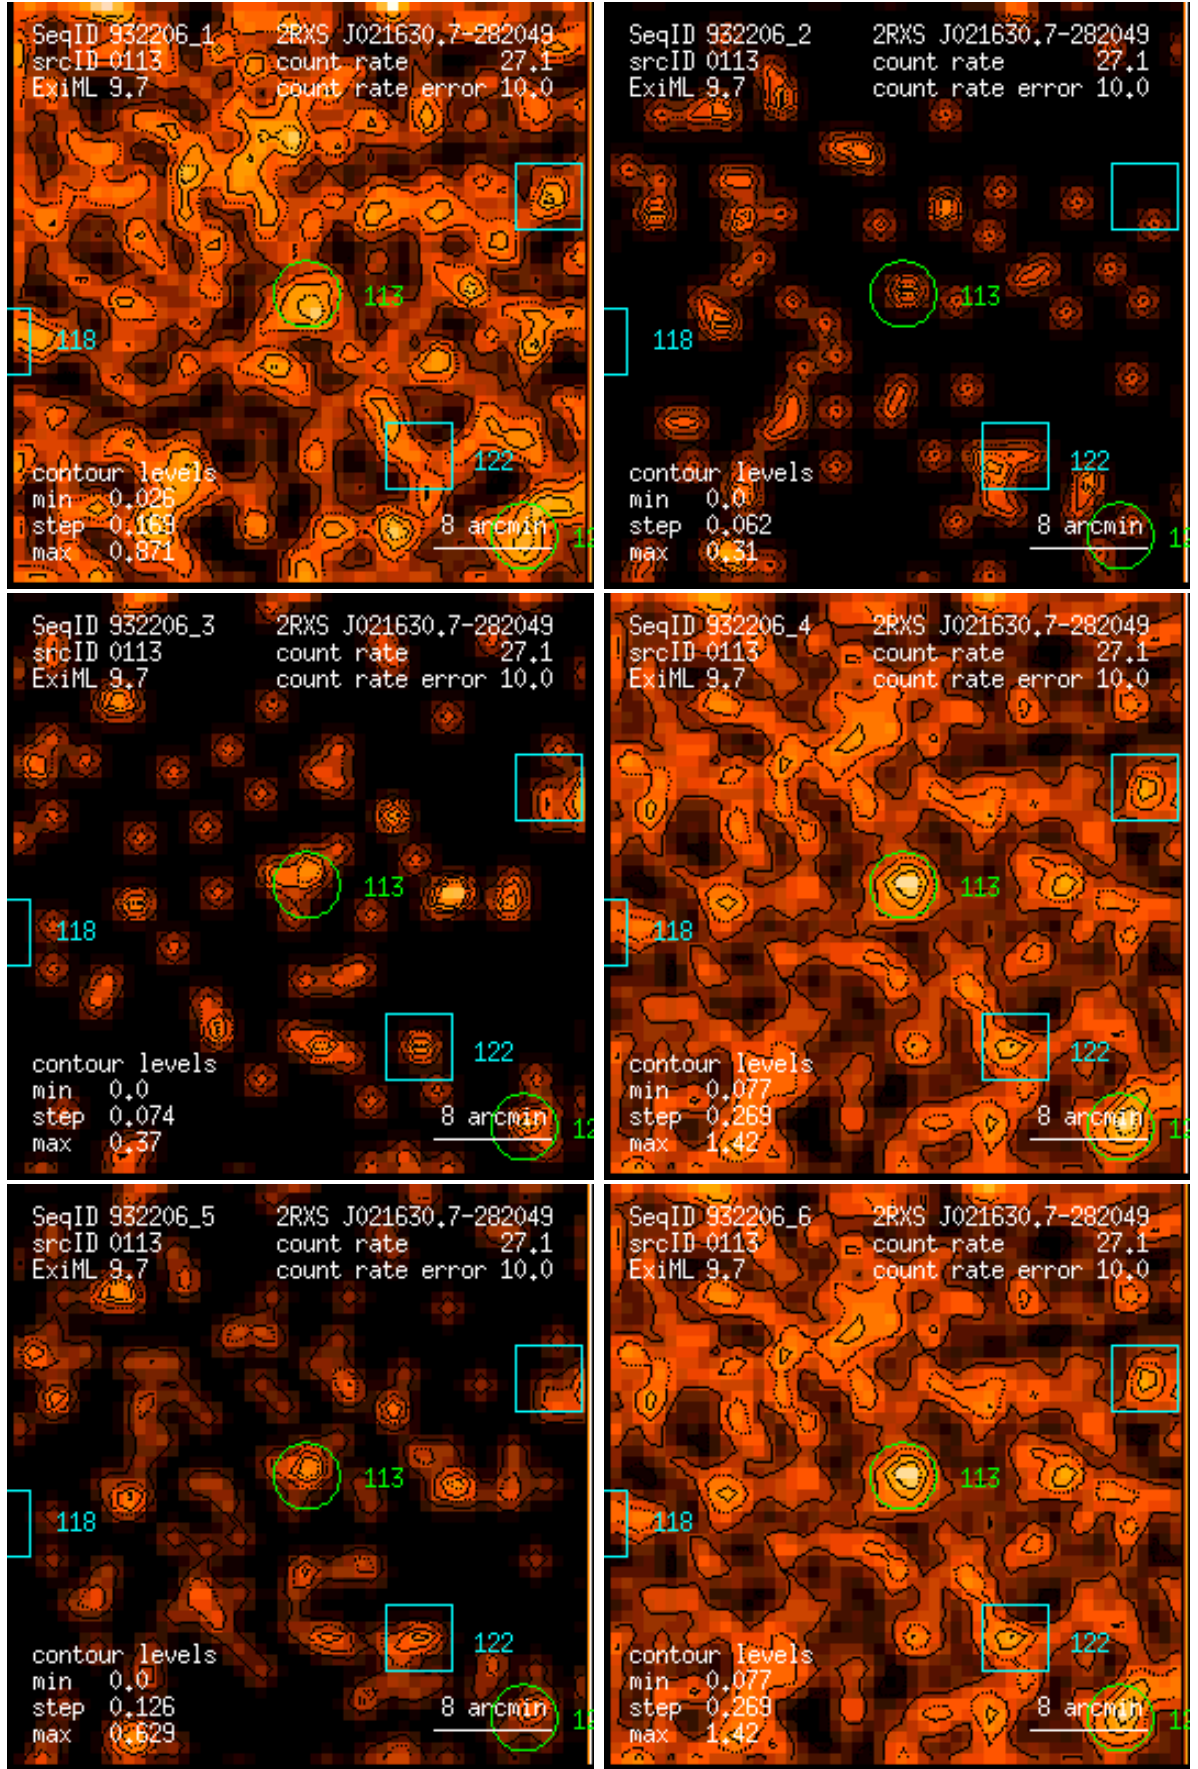 SeqID 932206_1 2RXS J021630.7-282049
srcID 0113 count rate 27.1
ExiML 9.7 count rate error 10.0
113
118
122
contour levels
min 0.026
step 0.169
max 0.871
8 arcmin
SeqID 932206_2 2RXS J021630.7-282049
srcID 0113 count rate 27.1
ExiML 9.7 count rate error 10.0
113
118
122
contour levels
min 0.0
step 0.062
max 0.31
8 arcmin
SeqID 932206_3 2RXS J021630.7-282049
srcID 0113 count rate 27.1
ExiML 9.7 count rate error 10.0
113
118
122
contour levels
min 0.0
step 0.074
max 0.37
8 arcmin
SeqID 932206_4 2RXS J021630.7-282049
srcID 0113 count rate 27.1
ExiML 9.7 count rate error 10.0
113
118
122
contour levels
min 0.077
step 0.269
max 1.42
8 arcmin
SeqID 932206_5 2RXS J021630.7-282049
srcID 0113 count rate 27.1
ExiML 9.7 count rate error 10.0
113
118
122
contour levels
min 0.0
step 0.126
max 0.629
8 arcmin
SeqID 932206_6 2RXS J021630.7-282049
srcID 0113 count rate 27.1
ExiML 9.7 count rate error 10.0
113
118
122
contour levels
min 0.077
step 0.269
max 1.42
8 arcmin